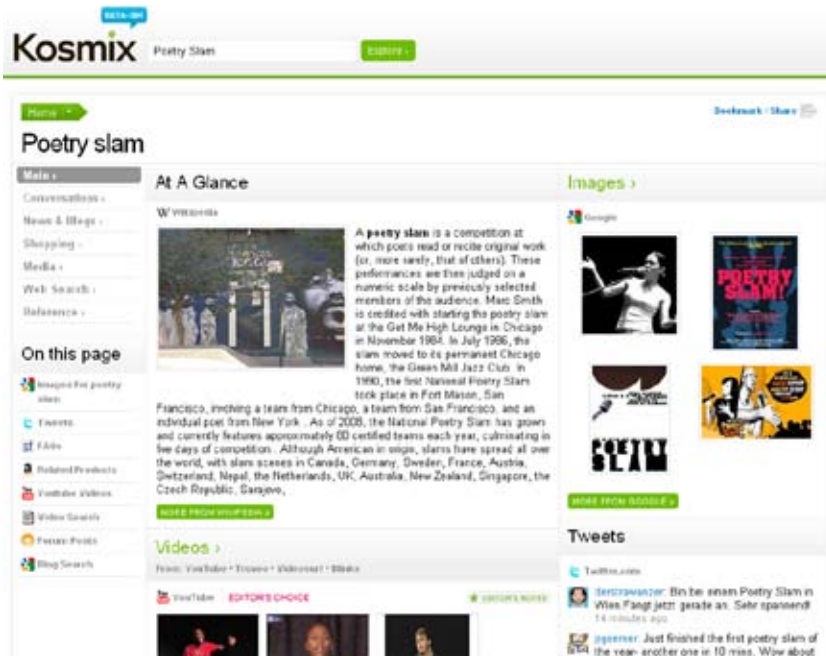 BETA-ISH
Kosmix
Poetry Slam
Explore ›
Home
Bookmark / Share
Poetry slam
Main ›
Conversations ›
News & Blogs ›
Shopping ›
Media ›
Web Search ›
Reference ›
On this page
Images for poetry
slam
Tweets
FAQs
Related Products
YouTube Videos
Video Search
Forum Posts
Blog Search
At A Glance
W WIKIPEDIA
A poetry slam is a competition at
which poets read or recite original work
(or, more rarely, that of others). These
performances are then judged on a
numeric scale by previously selected
members of the audience. Marc Smith
is credited with starting the poetry slam
at the Get Me High Lounge in Chicago
in November 1984. In July 1986, the
slam moved to its permanent Chicago
home, the Green Mill Jazz Club. In
1990, the first National Poetry Slam
took place in Fort Mason, San
Francisco, involving a team from Chicago, a team from San Francisco, and an
individual poet from New York . As of 2008, the National Poetry Slam has grown
and currently features approximately 80 certified teams each year, culminating in
five days of competition . Although American in origin, slams have spread all over
the world, with slam scenes in Canada, Germany, Sweden, France, Austria,
Switzerland, Nepal, the Netherlands, UK, Australia, New Zealand, Singapore, the
Czech Republic, Sarajevo,
MORE FROM WIKIPEDIA ›
Videos ›
From: YouTube • Truveo • • Blinkx
YouTube EDITOR'S CHOICE
Images ›
Google
POETRY
SLAM!
POETRY
SLAM
MORE FROM GOOGLE ›
Tweets
Twitter.com
derstrawanzer: Bin bei einem Poetry Slam in
Wien. Fangt jetzt gerade an. Sehr spannend!
14 minutes ago
Just finished the first poetry slam of
the year- another one in 10 mins. Wow about